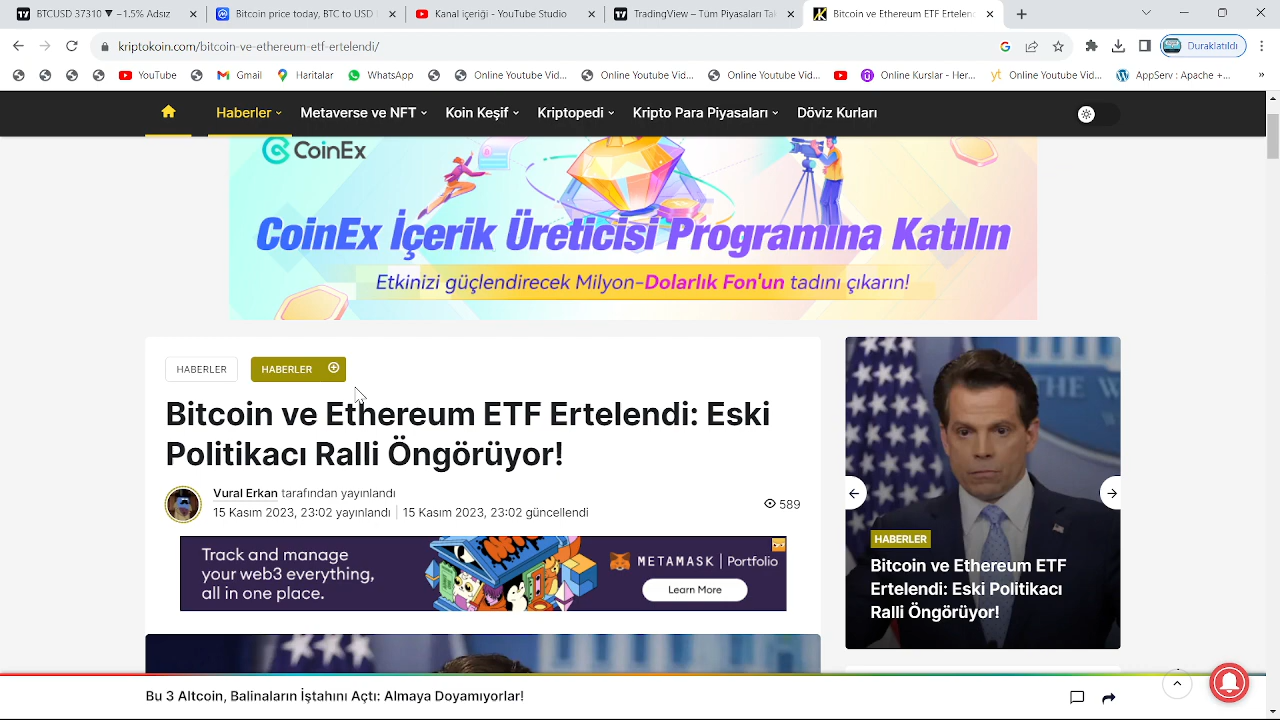 BTCUSD 37310 ▼ −1.5% Adsız
Bitcoin price today, BTC to USD
Kanal içeriği - YouTube Studio
TradingView – Türn Piyasaları Tak
Bitcoin ve Ethereum ETF Ertelend
kriptokoin.com/bitcoin-ve-ethereum-etf-ertelendi/
Duraklatıldı
YouTube
Gmail
Haritalar
WhatsApp
Online Youtube Vid...
Online Youtube Vid...
Online Youtube Vid...
Online Kurslar - Her...
Online Youtube Vid...
AppServ : Apache +...
Haberler
Metaverse ve NFT
Koin Keşif
Kriptopedi
Kripto Para Piyasaları
Döviz Kurları
CoinEx
CoinEx İçerik Üreticisi Programına Katılın
Etkinizi güçlendirecek Milyon-Dolarlık Fon'un tadını çıkarın!
HABERLER
HABERLER
Bitcoin ve Ethereum ETF Ertelendi: Eski
Politikacı Ralli Öngörüyor!
Vural Erkan tarafından yayınlandı
15 Kasım 2023, 23:02 yayınlandı | 15 Kasım 2023, 23:02 güncellendi
589
Track and manage
your web3 everything,
all in one place.
METAMASK | Portfolio
Learn More
HABERLER
Bitcoin ve Ethereum ETF
Ertelendi: Eski Politikacı
Ralli Öngörüyor!
Bu 3 Altcoin, Balinaların İştahını Açtı: Almaya Doyamıyorlar!